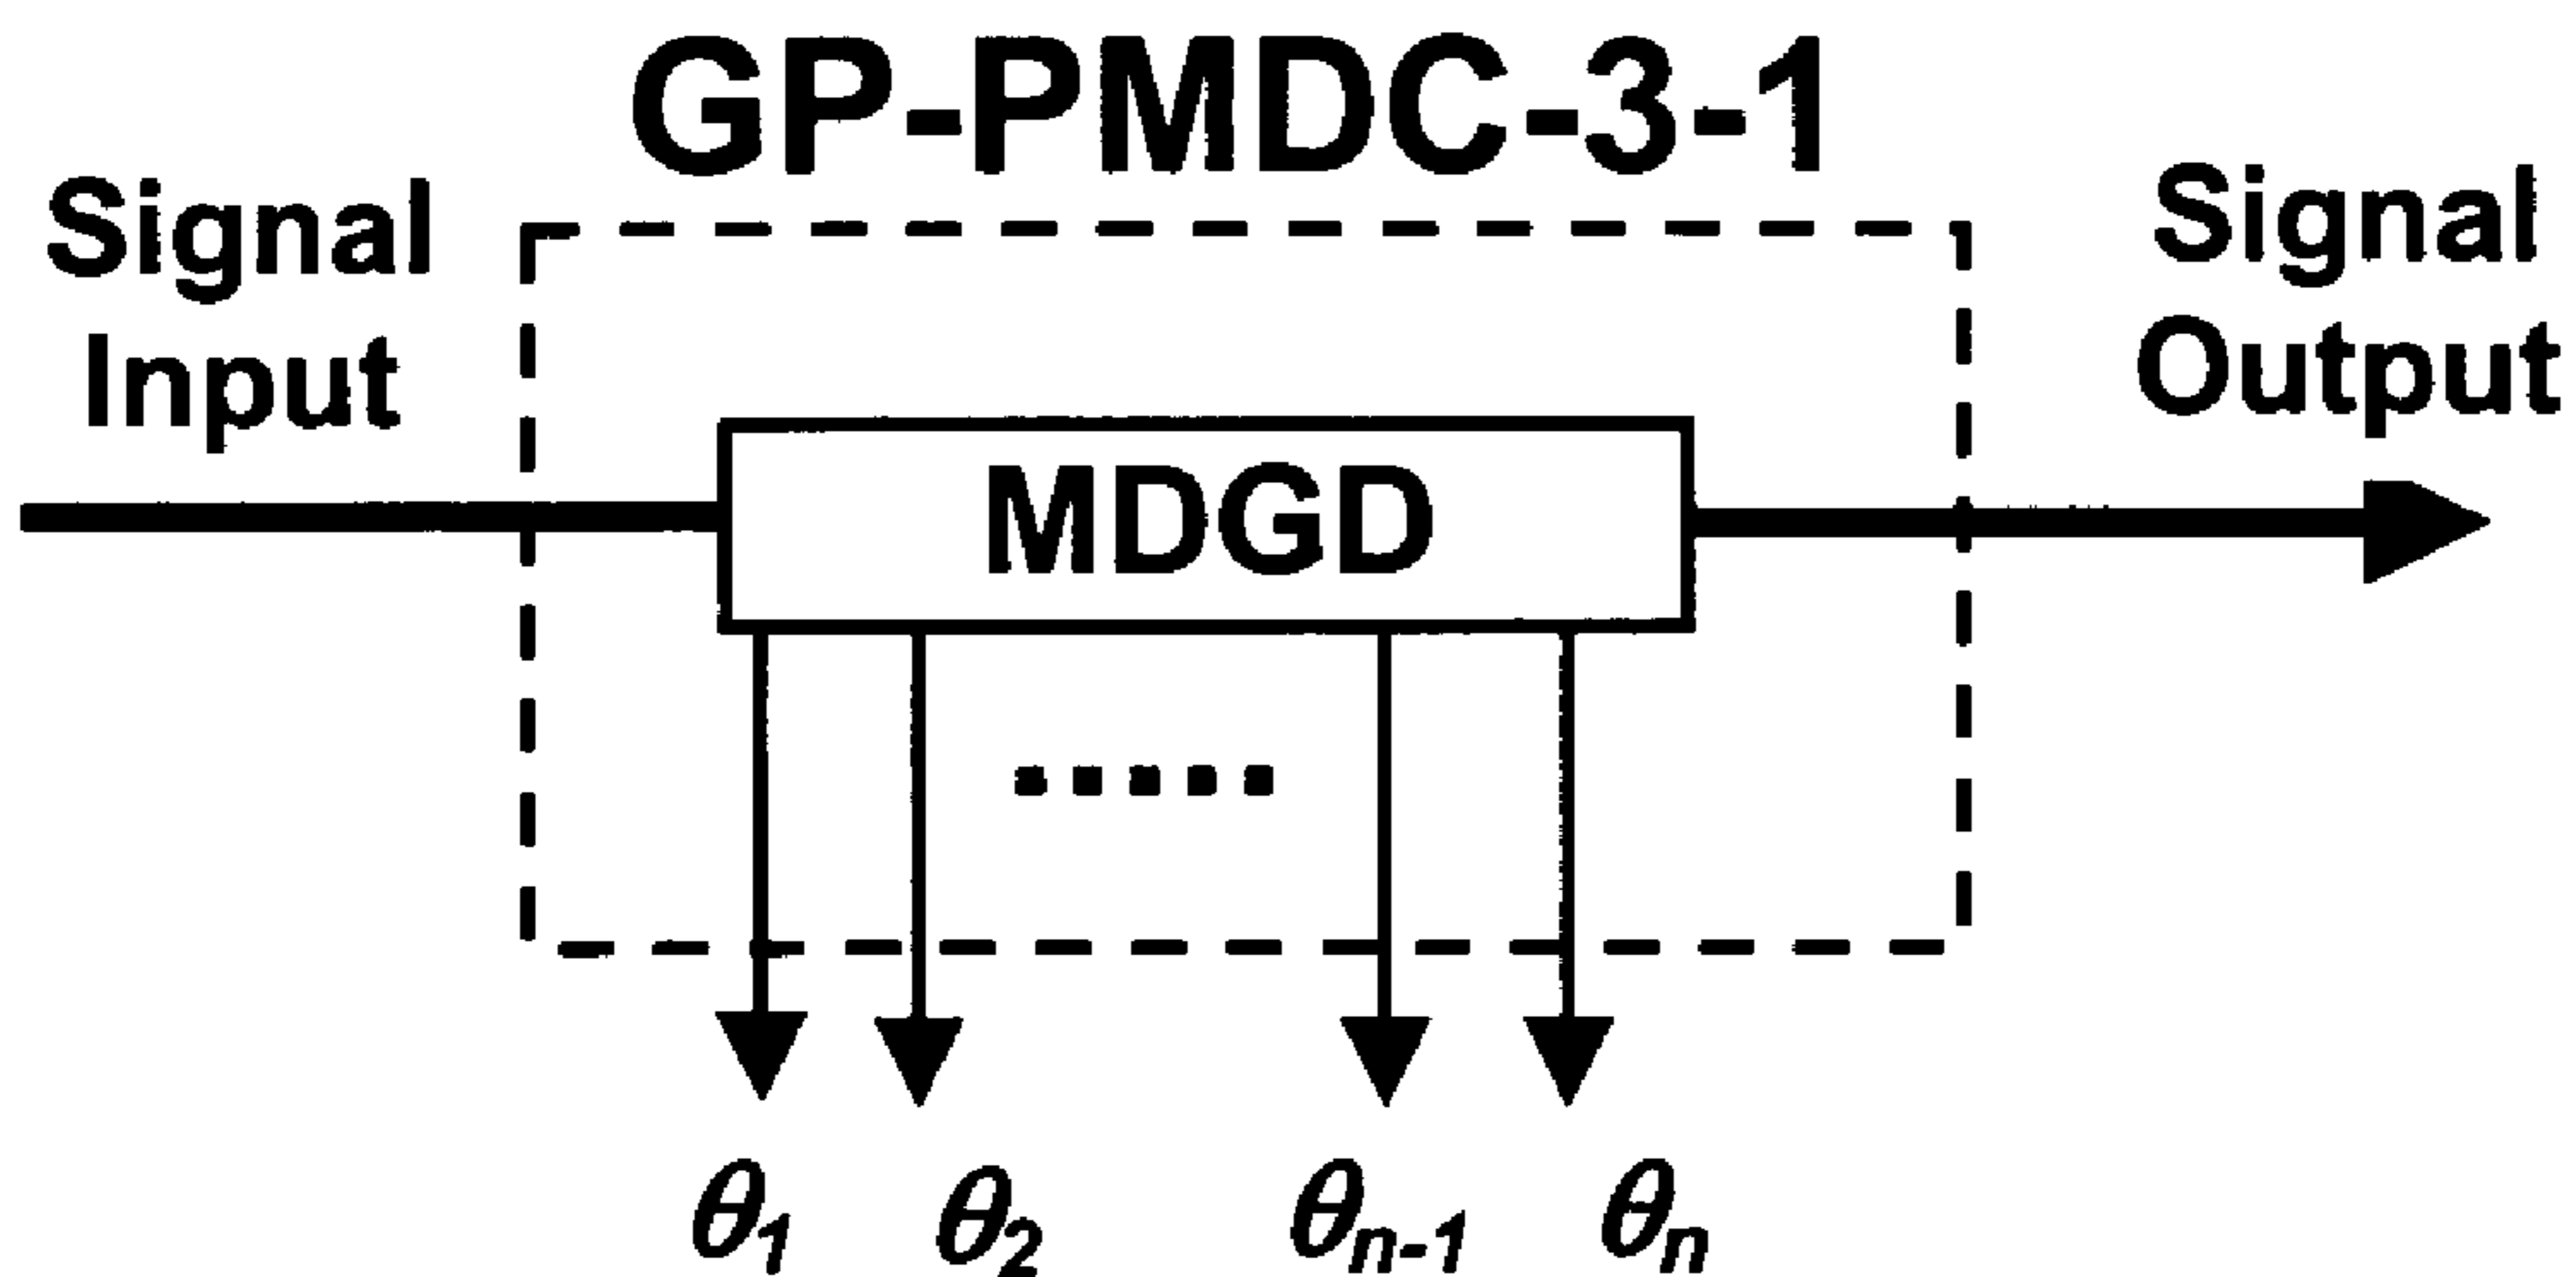 GP-PMDC-3-1
Signal
Input
Signal
Output
MDGD
θ1 θ2 θn-1 θn